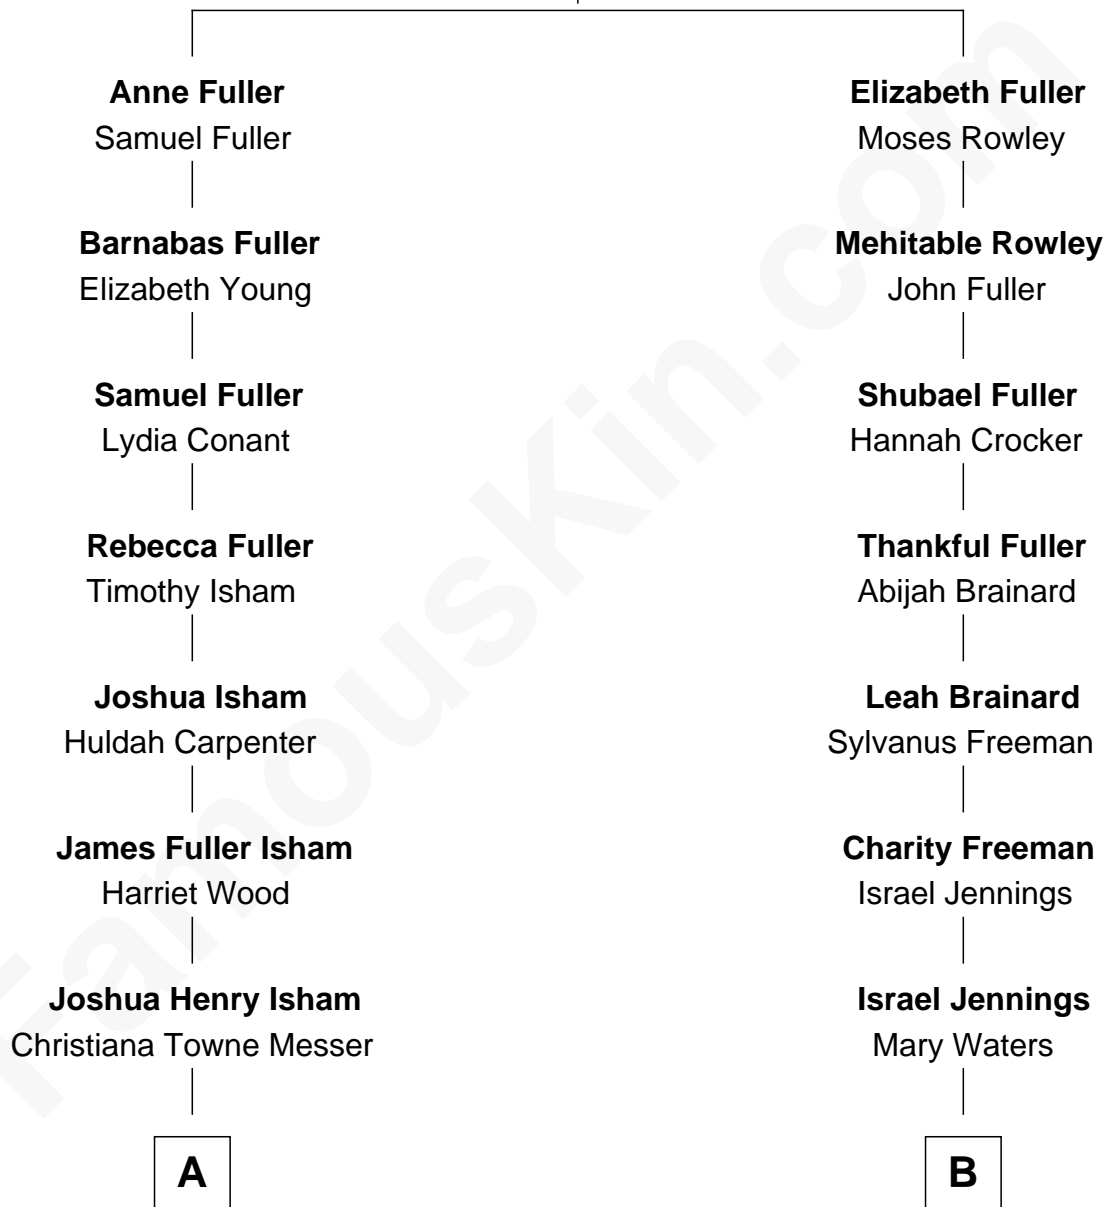 Anne Fuller
Samuel Fuller
Barnabas Fuller
Elizabeth Young
Samuel Fuller
Lydia Conant
Rebecca Fuller
Timothy Isham
Joshua Isham
Huldah Carpenter
James Fuller Isham
Harriet Wood
Joshua Henry Isham
Christiana Towne Messer
A
Elizabeth Fuller
Moses Rowley
Mehitable Rowley
John Fuller
Shubael Fuller
Hannah Crocker
Thankful Fuller
Abijah Brainard
Leah Brainard
Sylvanus Freeman
Charity Freeman
Israel Jennings
Israel Jennings
Mary Waters
B
FamousKin.com